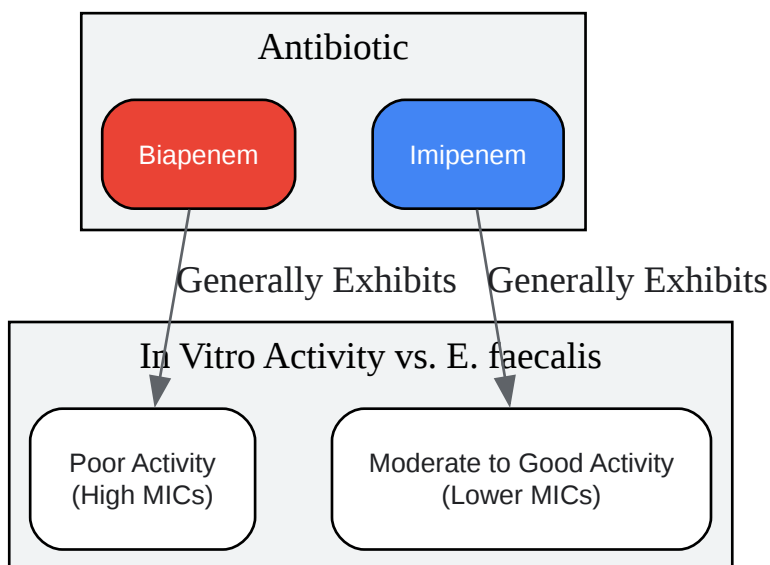 Antibiotic
Biapenem
Imipenem
Generally Exhibits
Generally Exhibits
In Vitro Activity vs. E. faecalis
Poor Activity
(High MICs)
Moderate to Good Activity
(Lower MICs)